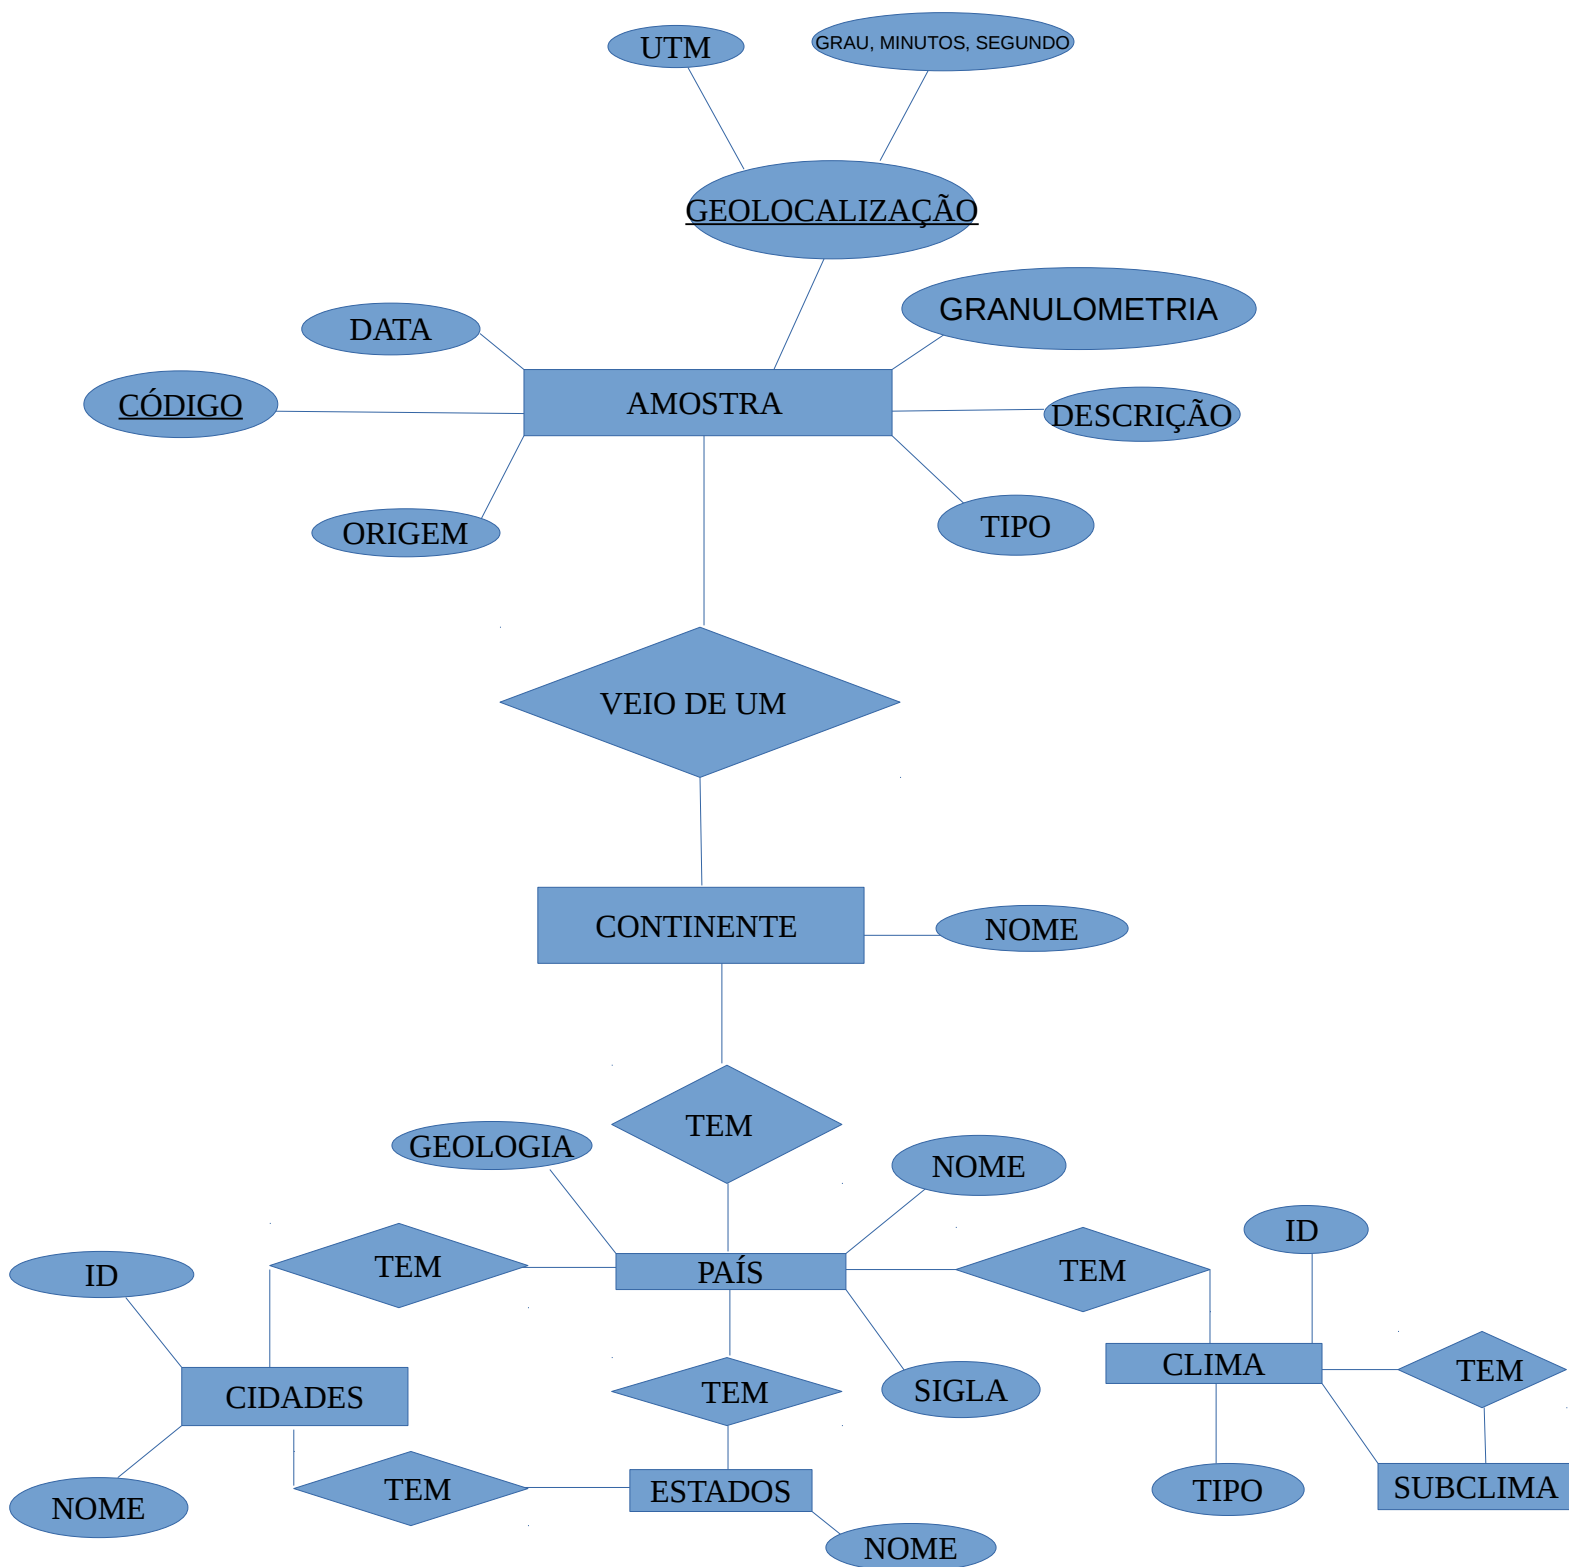 UTM
GRAU, MINUTOS, SEGUNDO
GEOLOCALIZAÇÃO
GRANULOMETRIA
DATA
CÓDIGO
AMOSTRA
DESCRIÇÃO
ORIGEM
TIPO
VEIO DE UM
CONTINENTE
NOME
TEM
GEOLOGIA
NOME
ID
ID
TEM
PAÍS
TEM
CLIMA
TEM
CIDADES
TEM
SIGLA
TEM
ESTADOS
TIPO
SUBCLIMA
NOME
NOME